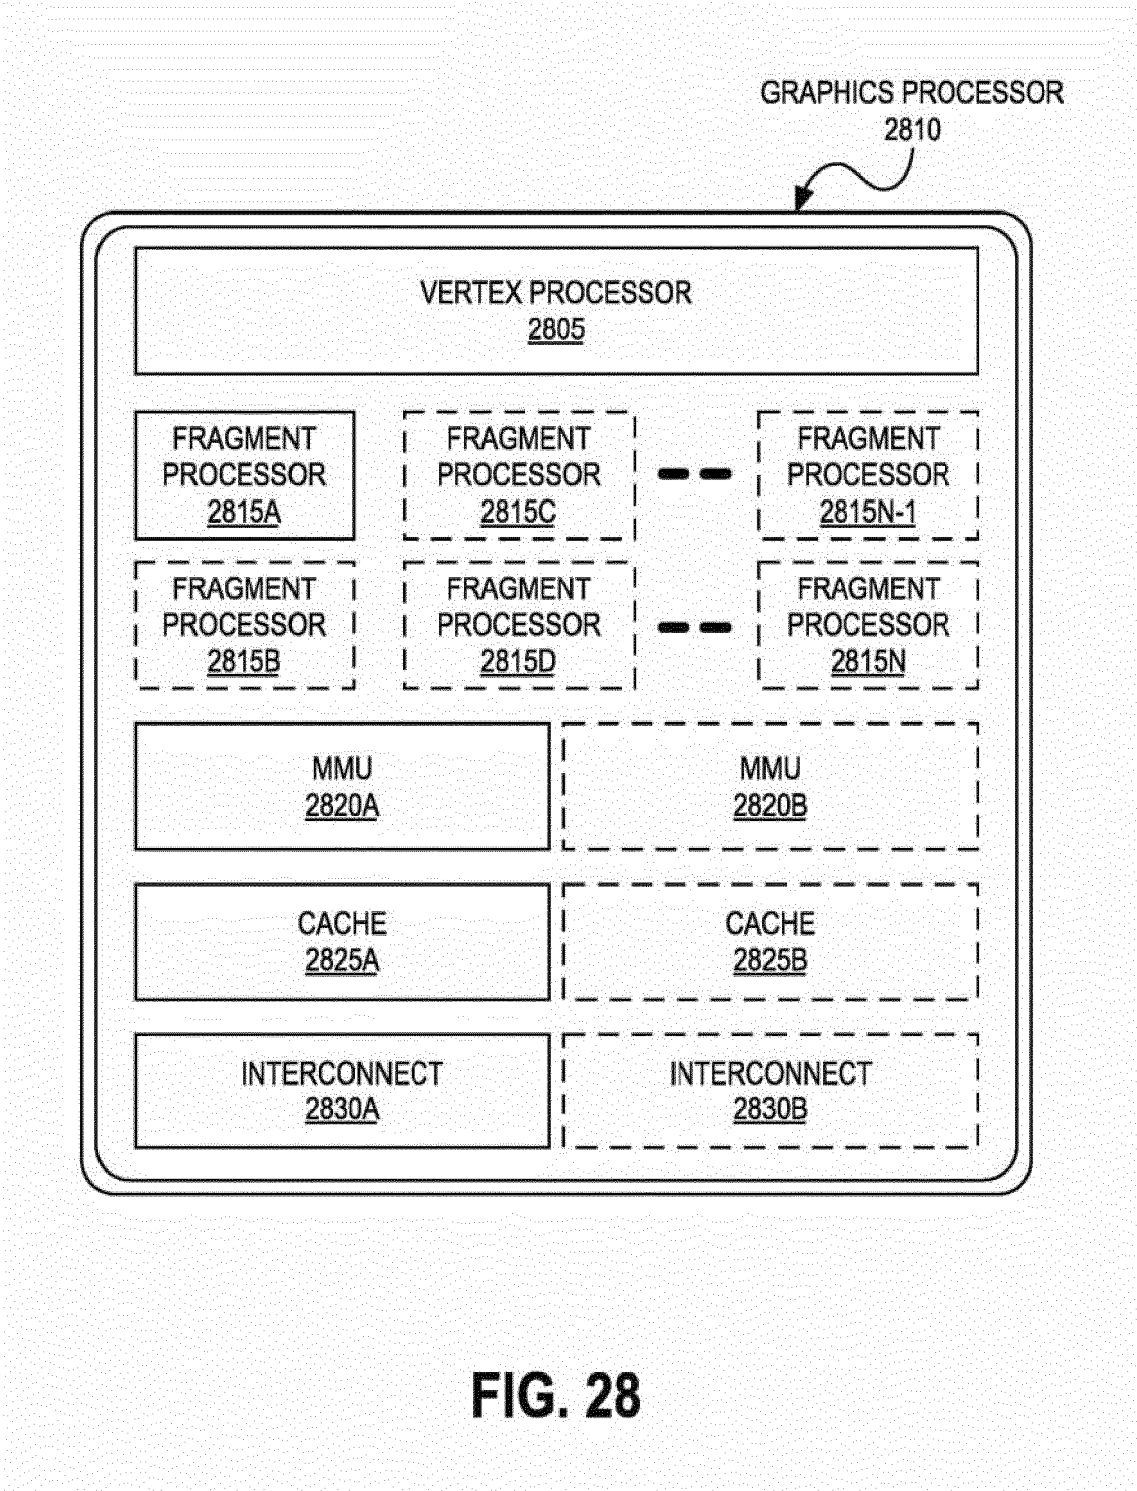 GRAPHICS PROCESSOR
2810
VERTEX PROCESSOR
2805
FRAGMENT
PROCESSOR
2815A
FRAGMENT
PROCESSOR
2815C
FRAGMENT
PROCESSOR
2815N-1
FRAGMENT
PROCESSOR
2815B
FRAGMENT
PROCESSOR
2815D
FRAGMENT
PROCESSOR
2815N
MMU
2820A
MMU
2820B
CACHE
2825A
CACHE
2825B
INTERCONNECT
2830A
INTERCONNECT
2830B
FIG. 28